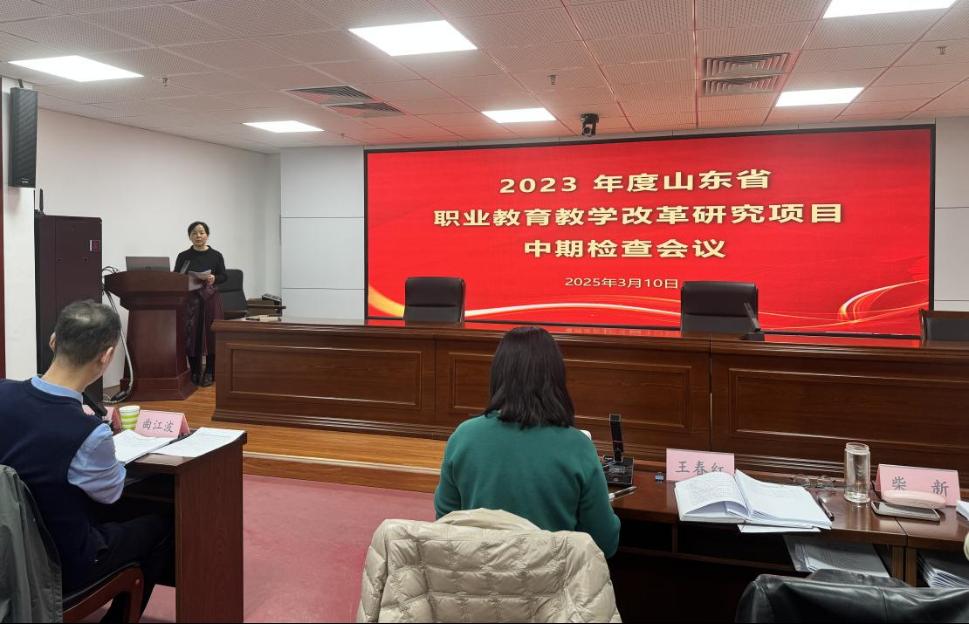 2023 年度山东省
职业教育教学改革研究项目
中期检查会议
2025年3月10日
曲江波
王春红
柴 新